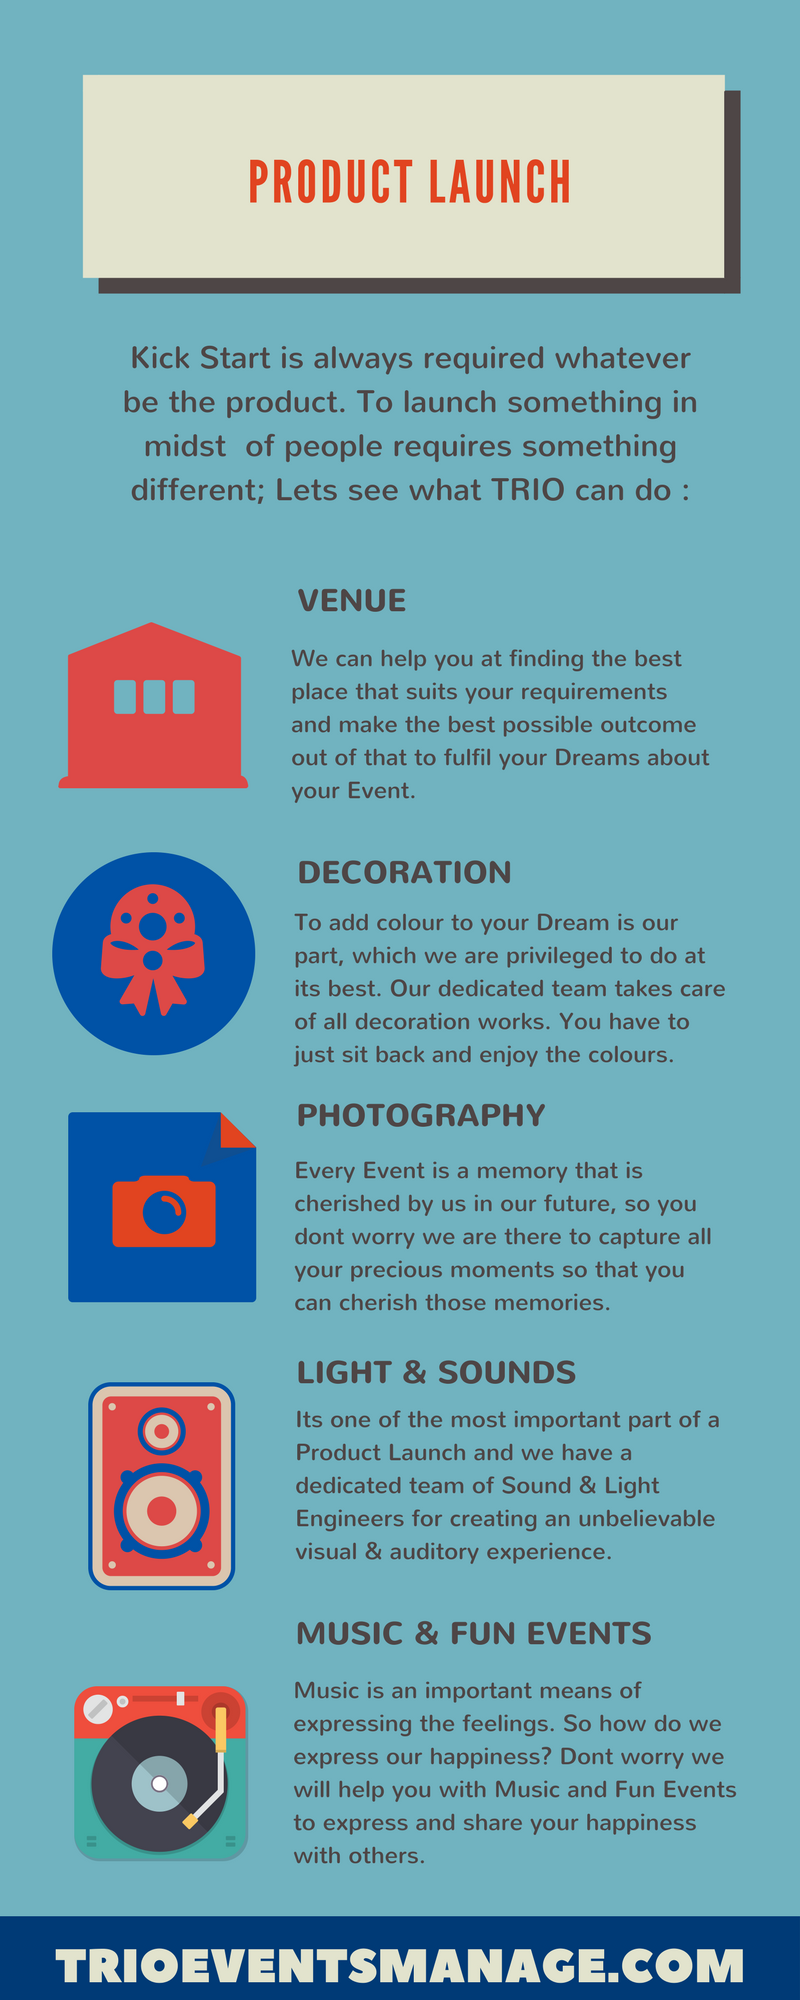 PRODUCT LAUNCH
Kick Start is always required whatever
be the product. To launch something in
midst  of people requires something
different; Lets see what TRIO can do :
VENUE
We can help you at finding the best
place that suits your requirements
and make the best possible outcome
out of that to fulfil your Dreams about
your Event.
DECORATION
To add colour to your Dream is our
part, which we are privileged to do at
its best. Our dedicated team takes care
of all decoration works. You have to
just sit back and enjoy the colours.
PHOTOGRAPHY
Every Event is a memory that is
cherished by us in our future, so you
dont worry we are there to capture all
your precious moments so that you
can cherish those memories.
LIGHT & SOUNDS
Its one of the most important part of a
Product Launch and we have a
dedicated team of Sound & Light
Engineers for creating an unbelievable
visual & auditory experience.
MUSIC & FUN EVENTS
Music is an important means of
expressing the feelings. So how do we
express our happiness? Dont worry we
will help you with Music and Fun Events
to express and share your happiness
with others.
TRIOEVENTSMANAGE.COM